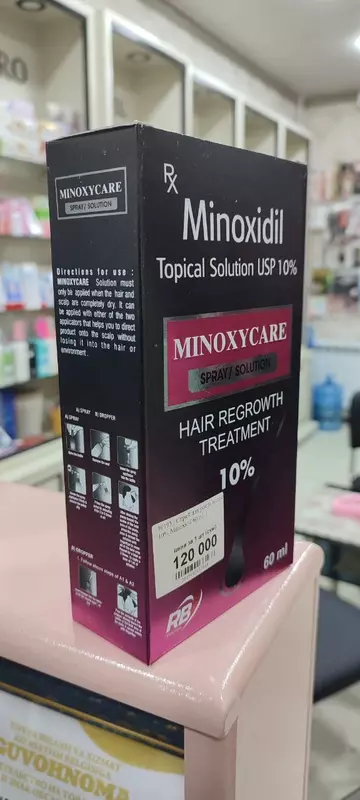 MINOXYCARE
SPRAY/ SOLUTION
Directions for use :
MINOXYCARE Solution must
only be applied when the hair and
scalp are completely dry. It can
be applied with either of the two
applicators that helps you to direct
product onto the scalp without
losing it into the hair or
environment.
A) SPRAY B) DROPPER
B) DROPPER
Rx
Minoxidil
Topical Solution USP 10%
MINOXYCARE
SPRAY/ SOLUTION
HAIR REGROWTH
TREATMENT
10%
120 000
RB
60 ml
GUVOHNOMA